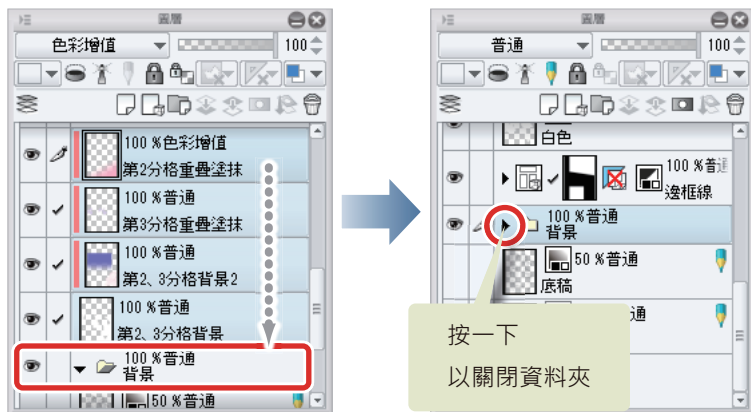 圖層
色彩增值
100
100 %色彩增值
第2分格重疊塗抹
100 %普通
第3分格重疊塗抹
100 %普通
第2、3分格背景2
100 %普通
第2、3分格背景
100 %普通
背景
50 %普通
圖層
普通
100
白色
100 %普通
邊框線
100 %普通
背景
50 %普通
底稿
通
按一下
以關閉資料夾